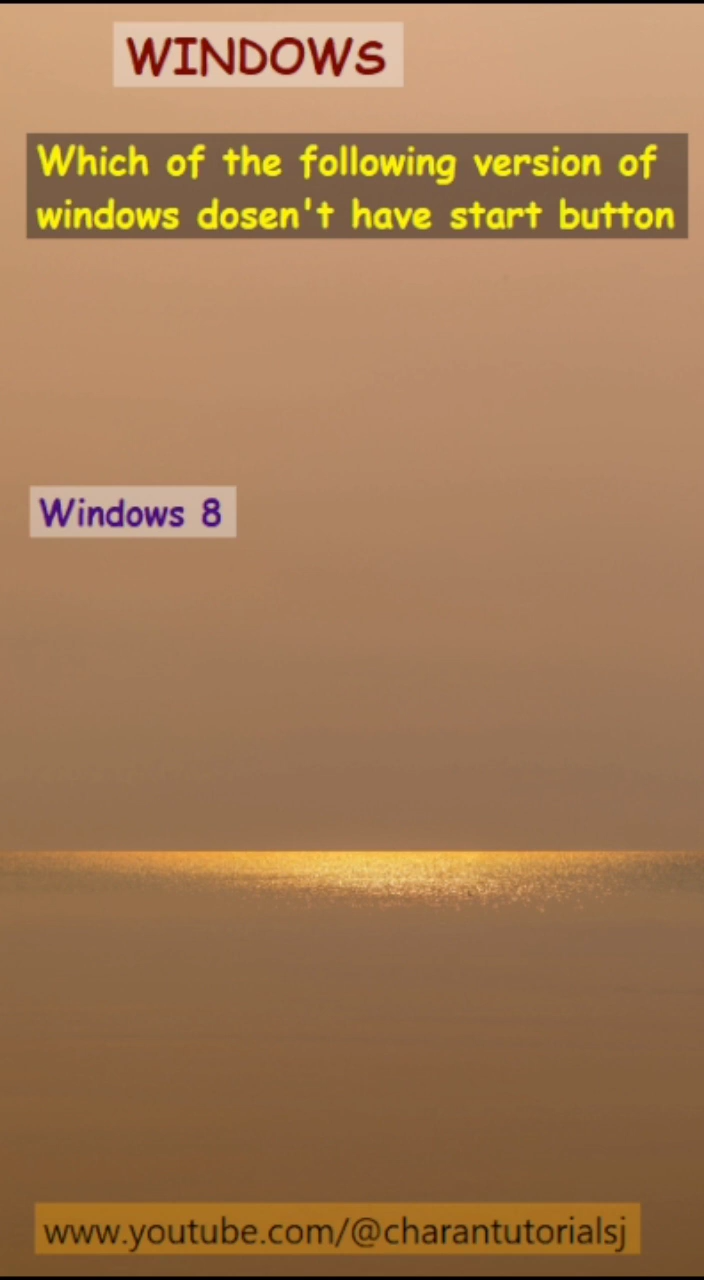 WINDOWS
Which of the following version of
windows dosen't have start button
Windows 8
www.youtube.com/@charantutorialsj